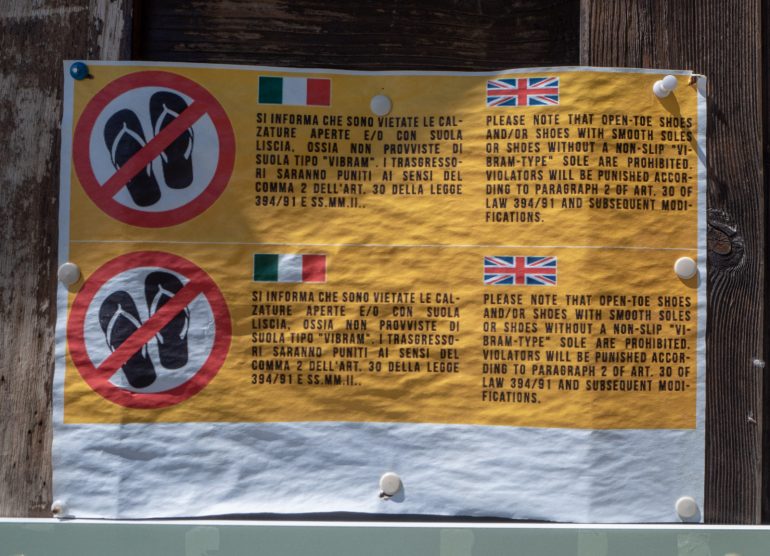 SI INFORMA CHE SONO VIETATE LE CAL-
ZATURE APERTE E/O CON SUOLA
LISCIA, OSSIA NON PROVVISTE DI
SUOLA TIPO "VIBRAM". I TRASGRESSO-
RI SARANNO PUNITI AI SENSI DEL
COMMA 2 DELL'ART. 30 DELLA LEGGE
394/91 E SS.MM.II..
PLEASE NOTE THAT OPEN-TOE SHOES
AND/OR SHOES WITH SMOOTH SOLES
OR SHOES WITHOUT A NON-SLIP "VI-
BRAM-TYPE" SOLE ARE PROHIBITED.
VIOLATORS WILL BE PUNISHED ACCOR-
DING TO PARAGRAPH 2 OF ART. 30 OF
LAW 394/91 AND SUBSEQUENT MODI-
FICATIONS.
SI INFORMA CHE SONO VIETATE LE CAL-
ZATURE APERTE E/O CON SUOLA
LISCIA, OSSIA NON PROVVISTE DI
SUOLA TIPO "VIBRAM". I TRASGRESSO-
RI SARANNO PUNITI AI SENSI DEL
COMMA 2 DELL'ART. 30 DELLA LEGGE
394/91 E SS.MM.II..
PLEASE NOTE THAT OPEN-TOE SHOES
AND/OR SHOES WITH SMOOTH SOLES
OR SHOES WITHOUT A NON-SLIP "VI-
BRAM-TYPE" SOLE ARE PROHIBITED.
VIOLATORS WILL BE PUNISHED ACCOR-
DING TO PARAGRAPH 2 OF ART. 30 OF
LAW 394/91 AND SUBSEQUENT MODI-
FICATIONS.